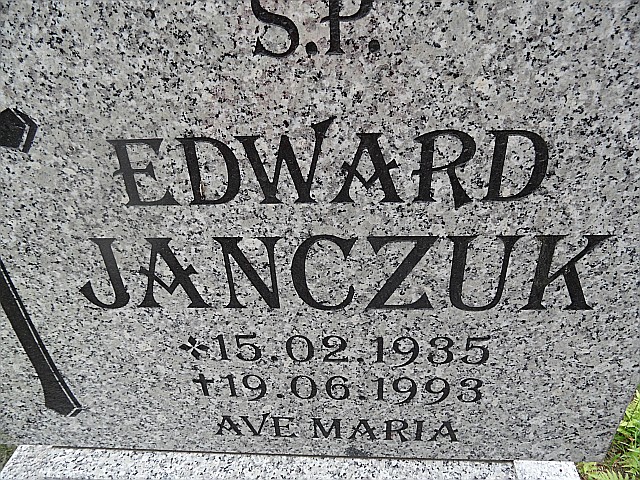 S.P.
EDWARD
JANCZUK
*15.02.1935
†19.06.1993
AVE MARIA